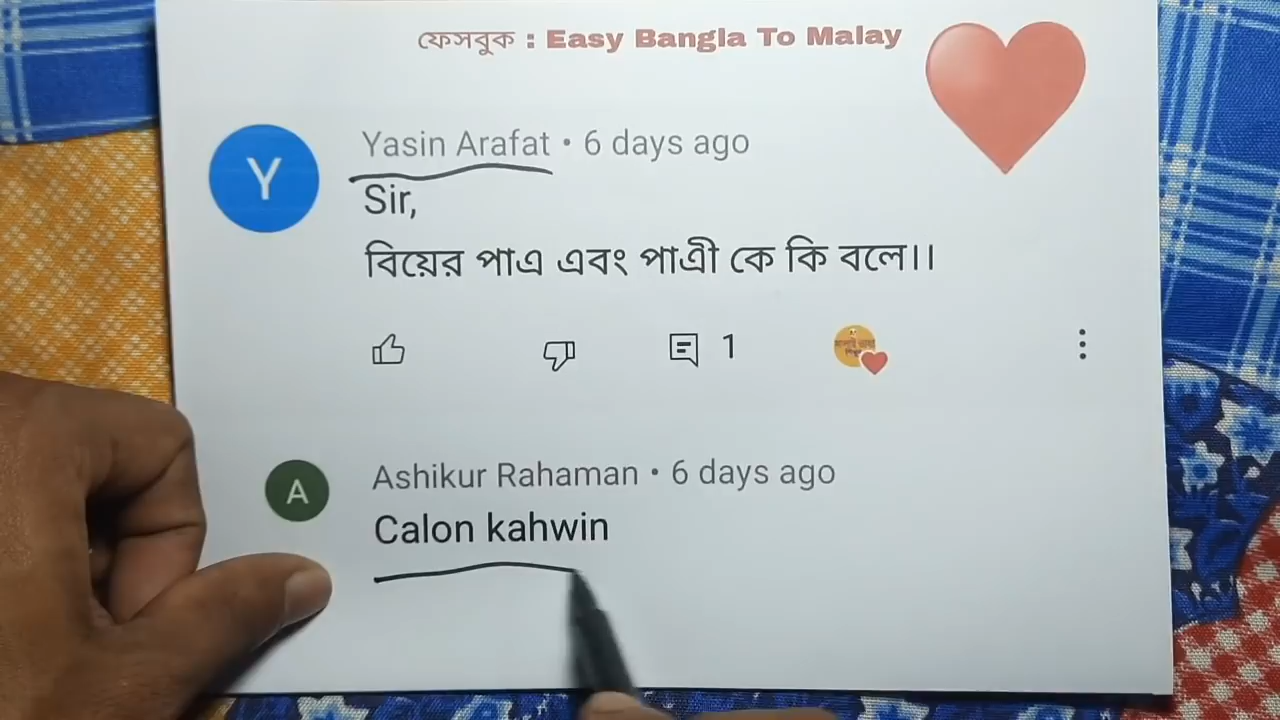 ফেসবুক : Easy Bangla To Malay
Y
Yasin Arafat • 6 days ago
Sir,
বিয়ের পাএ এবং পাএী কে কি বলে।।
1
A
Ashikur Rahaman • 6 days ago
Calon kahwin